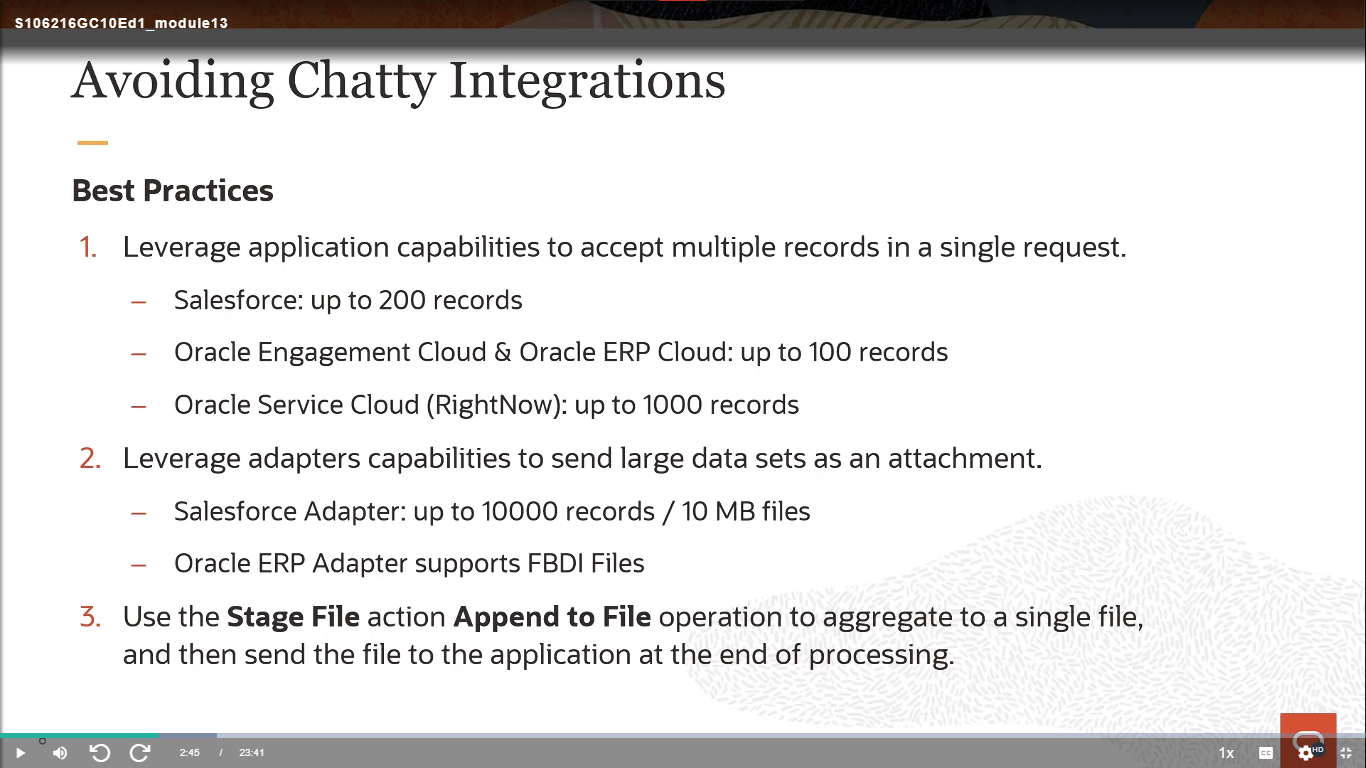 S106216GC10Ed1_module13
Avoiding Chatty Integrations
Best Practices
1. Leverage application capabilities to accept multiple records in a single request.
– Salesforce: up to 200 records
– Oracle Engagement Cloud & Oracle ERP Cloud: up to 100 records
– Oracle Service Cloud (RightNow): up to 1000 records
2. Leverage adapters capabilities to send large data sets as an attachment.
– Salesforce Adapter: up to 10000 records / 10 MB files
– Oracle ERP Adapter supports FBDI Files
3. Use the Stage File action Append to File operation to aggregate to a single file,
and then send the file to the application at the end of processing.
2:45 / 23:41 1x CC HD